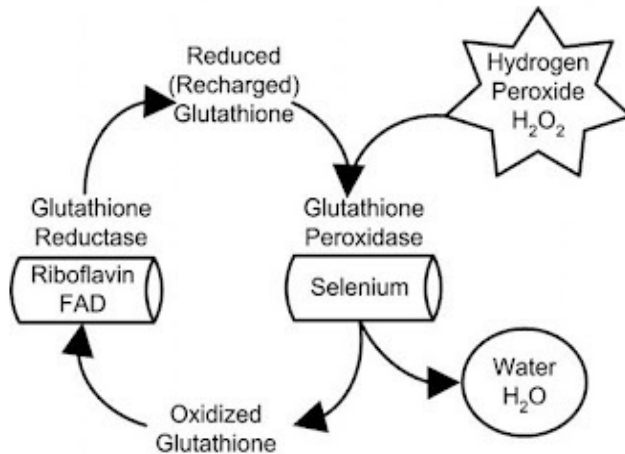 Reduced
(Recharged)
Glutathione
Hydrogen
Peroxide
H₂O₂
Glutathione
Reductase
Riboflavin
FAD
Glutathione
Peroxidase
Selenium
Water
H₂O
Oxidized
Glutathione